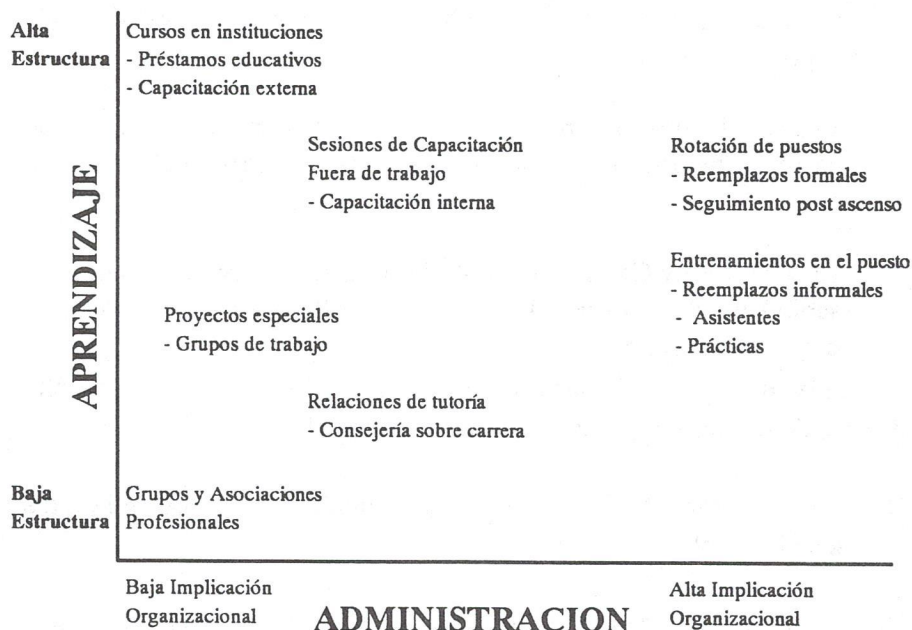 Alta
Estructura
Cursos en instituciones
- Préstamos educativos
- Capacitación externa
Sesiones de Capacitación
Fuera de trabajo
- Capacitación interna
Rotación de puestos
- Reemplazos formales
- Seguimiento post ascenso
APRENDIZAJE
Entrenamientos en el puesto
- Reemplazos informales
- Asistentes
- Prácticas
Proyectos especiales
- Grupos de trabajo
Relaciones de tutoría
- Consejería sobre carrera
Baja
Estructura
Grupos y Asociaciones
Profesionales
Baja Implicación
Organizacional
ADMINISTRACION
Alta Implicación
Organizacional